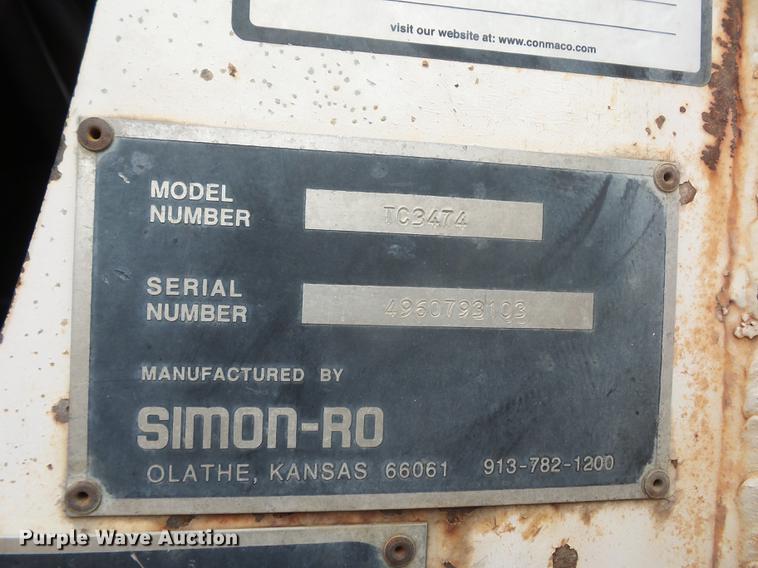 visit our website at: www.conmaco.com
MODEL NUMBER TC3474
SERIAL NUMBER 4960793103
MANUFACTURED BY
SIMON-RO
OLATHE, KANSAS 66061 913-782-1200
Purple Wave Auction